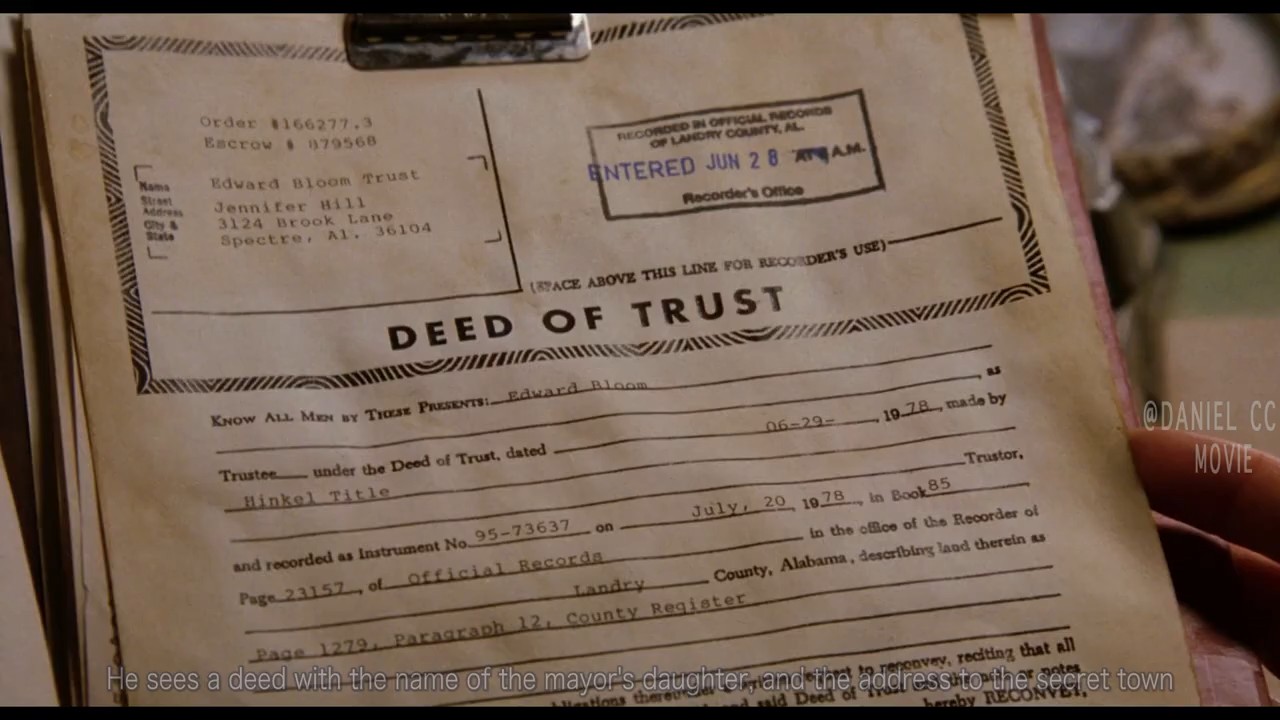 Order #166277.3
Escrow # 879568
Name
Street
Address
City &
State
Edward Bloom Trust
Jennifer Hill
3124 Brook Lane
Spectre, Al. 36104
RECORDED IN OFFICIAL RECORDS
OF LANDRY COUNTY, AL.
ENTERED JUN 28 AT A.M.
Recorder's Office
(SPACE ABOVE THIS LINE FOR RECORDER'S USE)
DEED OF TRUST
KNOW ALL MEN BY THESE PRESENTS: Edward Bloom
as
Trustee under the Deed of Trust, dated 06-29- , 19 78 , made by
Hinkel Title
Trustor,
and recorded as Instrument No. 95-73637 on July, 20 , 19 78 , in Book 85
Page 23157 , of Official Records in the office of the Recorder of
Landry County, Alabama, describing land therein as
Page 1279, Paragraph 12, County Register
to reconvey, reciting that all
said Deed of Trust notes
hereby RECONVEY,
@DANIEL CC
MOVIE
He sees a deed with the name of the mayor's daughter, and the address to the secret town